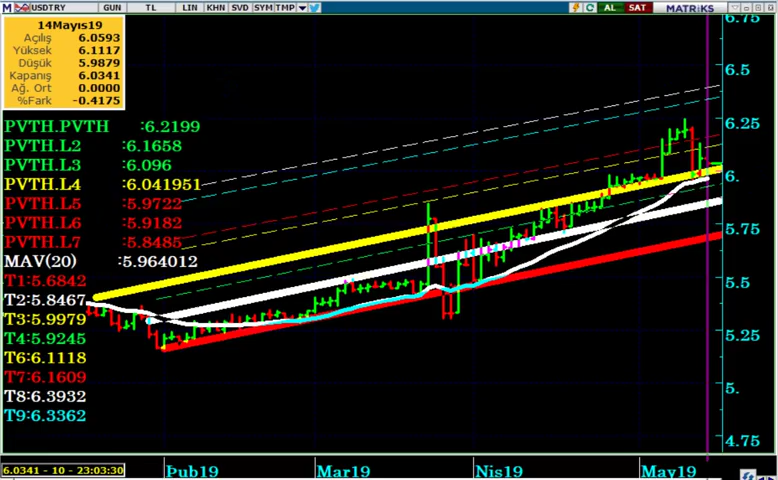 M USDTRY GUN TL LIN KHN SVD SYM TMP AL SAT MATRİKS
14Mayıs19
Açılış 6.0593
Yüksek 6.1117
Düşük 5.9879
Kapanış 6.0341
Ağ. Ort 0.0000
%Fark -0.4175
PVTH.PVTH :6.2199
PVTH.L2 :6.1658
PVTH.L3 :6.096
PVTH.L4 :6.041951
PVTH.L5 :5.9722
PVTH.L6 :5.9182
PVTH.L7 :5.8485
MAV(20) :5.964012
T1:5.6842
T2:5.8467
T3:5.9979
T4:5.9245
T6:6.1118
T7:6.1609
T8:6.3932
T9:6.3362
6.75
6.5
6.25
6.
5.75
5.5
5.25
5.
4.75
6.0341 - 10 - 23:03:30
Þub19 Mar19 Nis19 May19